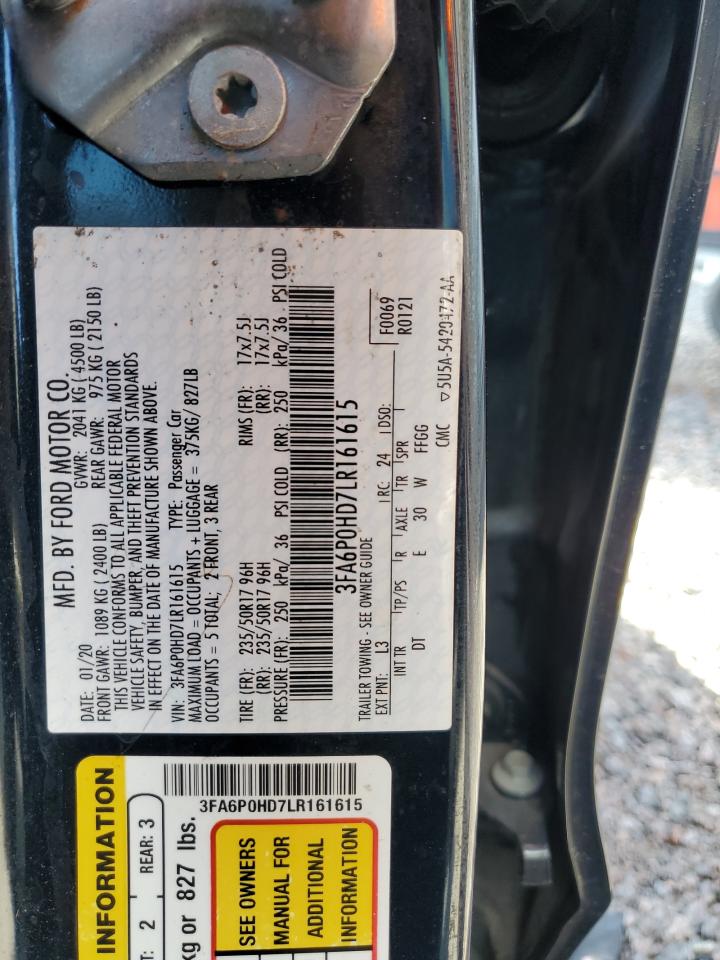 MFD. BY FORD MOTOR CO.
DATE: 01/20 GVWR: 2041 KG ( 4500 LB)
FRONT GAWR: 1089 KG ( 2400 LB) REAR GAWR: 975 KG ( 2150 LB)
THIS VEHICLE CONFORMS TO ALL APPLICABLE FEDERAL MOTOR
VEHICLE SAFETY, BUMPER, AND THEFT PREVENTION STANDARDS
IN EFFECT ON THE DATE OF MANUFACTURE SHOWN ABOVE.
VIN: 3FA6P0HD7LR161615 TYPE: Passenger Car
MAXIMUM LOAD = OCCUPANTS + LUGGAGE = 375KG/ 827LB
OCCUPANTS = 5 TOTAL; 2 FRONT, 3 REAR
TIRE (FR): 235/50R17 96H RIMS (FR): 17x7.5J
(RR): 235/50R17 96H (RR): 17x7.5J
PRESSURE (FR): 250 kPa/ 36 PSI COLD (RR): 250 kPa/ 36 PSI COLD
3FA6P0HD7LR161615
TRAILER TOWING - SEE OWNER GUIDE F0069
EXT PNT: L3 RC: 24 DSO: R0121
INT TR TP/PS R AXLE TR SPR
DT E 30 W FFGG
CMC ▽5U5A-5420472-AA
INFORMATION
T: 2 REAR: 3
kg or 827 lbs.
3FA6P0HD7LR161615
SEE OWNERS
MANUAL FOR
ADDITIONAL
INFORMATION